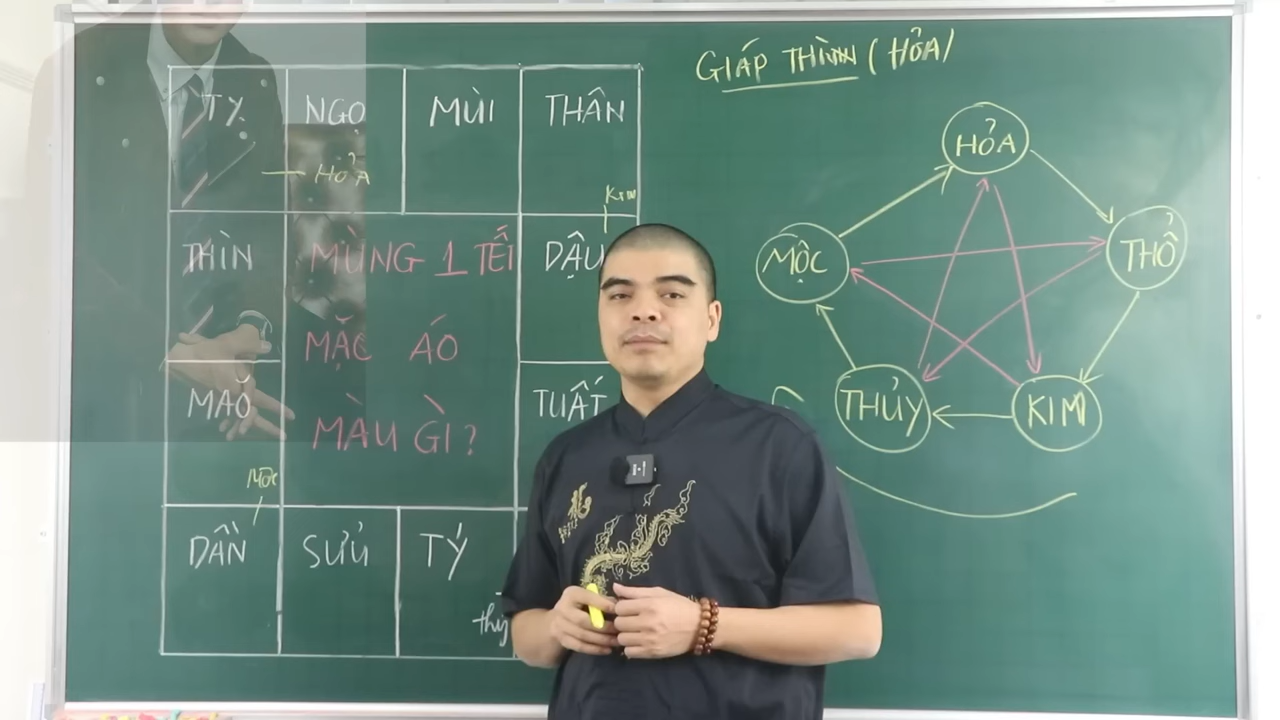 GIÁP THÌN (HỎA)
TỴ NGỌ MÙI THÂN
HỎA
KIM
THÌN
MÙNG 1 TẾT
DẬU
MẶC ÁO
MÃO
MÀU GÌ?
TUẤT
MỘC
DẦN SỬU TÝ
HỎA
MỘC
THỔ
THỦY
KIM